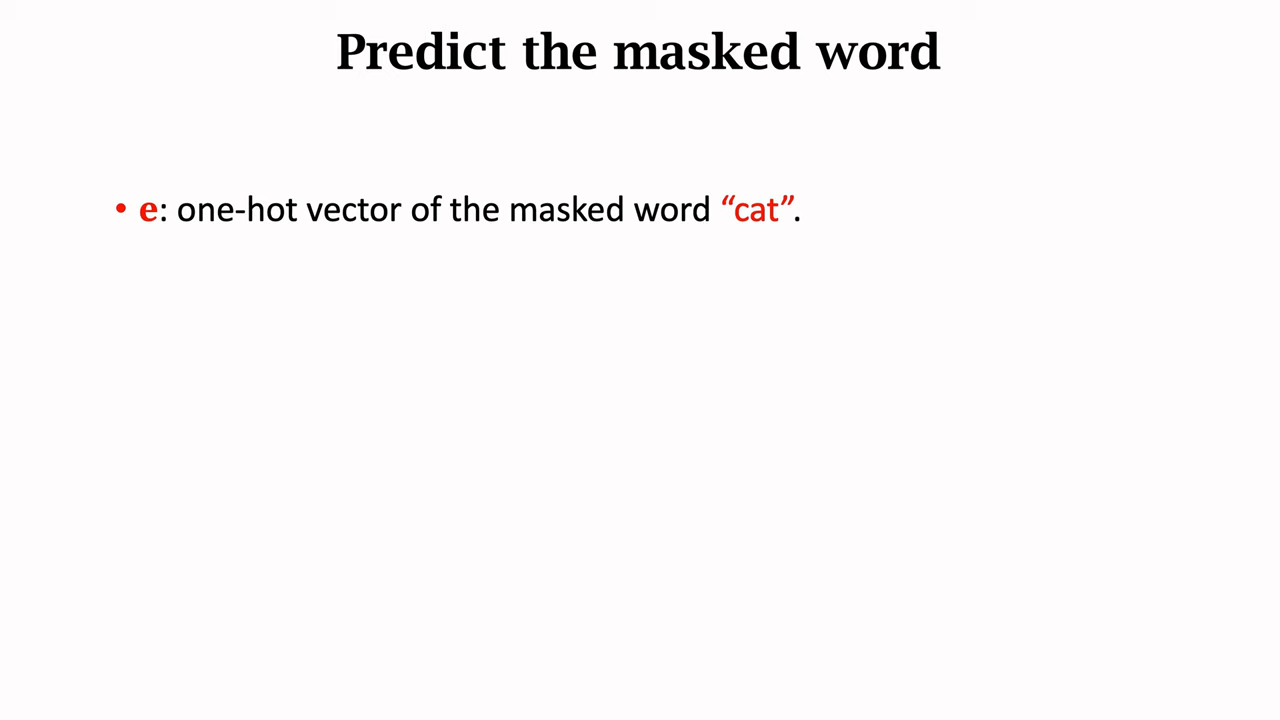 Predict the masked word
• e: one-hot vector of the masked word “cat”.